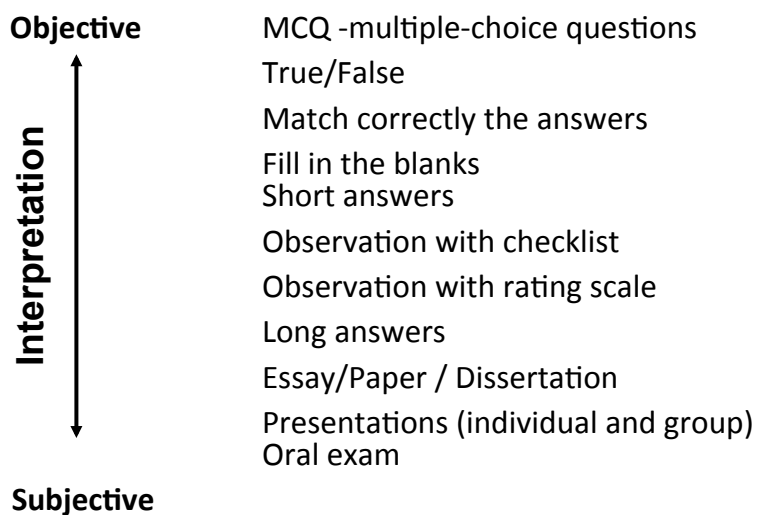 Objective
MCQ -multiple-choice questions
True/False
Match correctly the answers
Fill in the blanks
Short answers
Observation with checklist
Observation with rating scale
Long answers
Essay/Paper / Dissertation
Presentations (individual and group)
Oral exam
Interpretation
Subjective